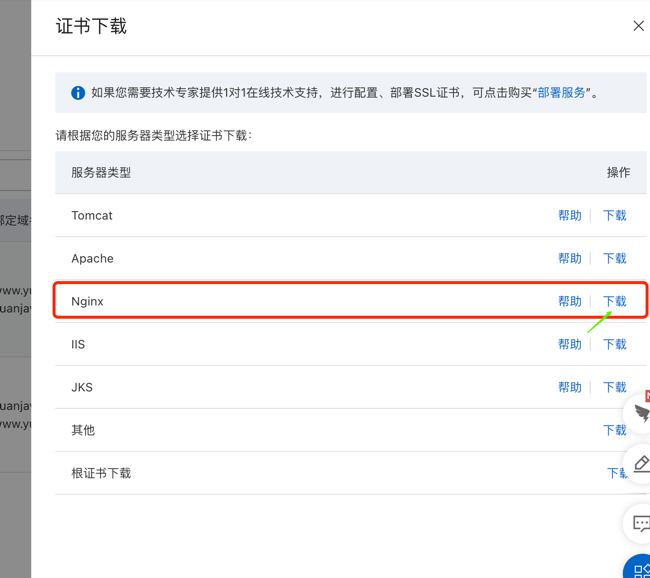 证书下载
如果您需要技术专家提供1对1在线技术支持，进行配置、部署SSL证书，可点击购买“部署服务”。
请根据您的服务器类型选择证书下载：
服务器类型 操作
Tomcat 帮助 下载
Apache 帮助 下载
Nginx 帮助 下载
IIS 帮助 下载
JKS 帮助 下载
其他 下载
根证书下载 下载
定域
www.yu
uanjav
uanjav
www.yu